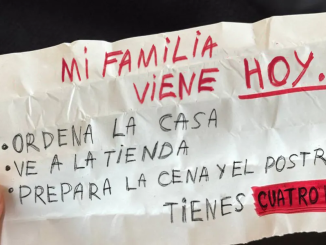 MI FAMILIA
VIENE HOY.
• ORDENA LA CASA
• VE A LA TIENDA
• PREPARA LA CENA Y EL POSTR
TIENES CUATRO